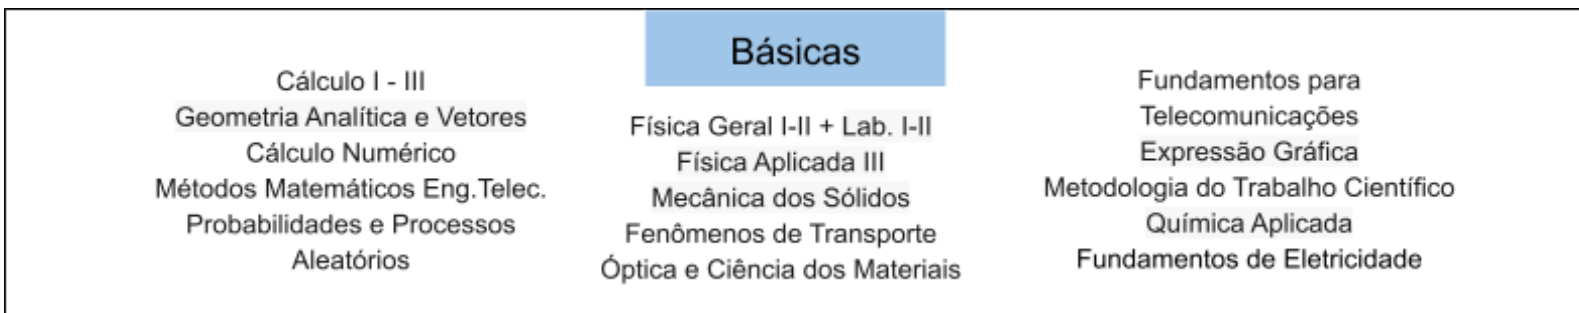 Básicas
Cálculo I - III
Geometria Analítica e Vetores
Cálculo Numérico
Métodos Matemáticos Eng.Telec.
Probabilidades e Processos
Aleatórios
Física Geral I-II + Lab. I-II
Física Aplicada III
Mecânica dos Sólidos
Fenômenos de Transporte
Óptica e Ciência dos Materiais
Fundamentos para
Telecomunicações
Expressão Gráfica
Metodologia do Trabalho Científico
Química Aplicada
Fundamentos de Eletricidade